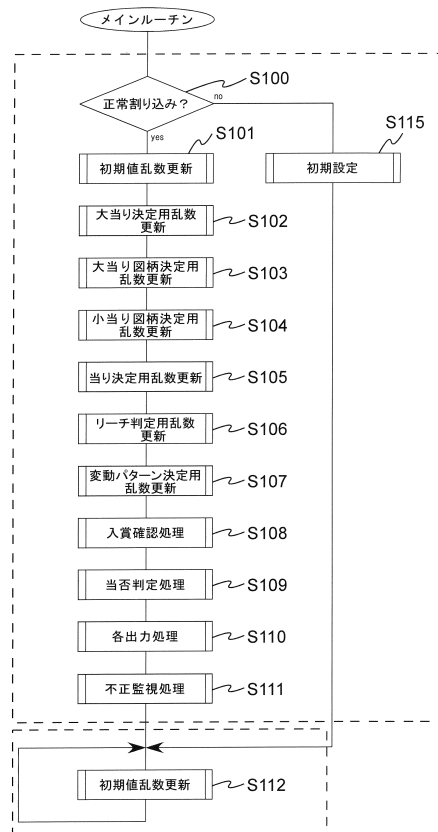 メインルーチン
正常割り込み？
S100
no
yes
S101
S115
初期値乱数更新
初期設定
大当り決定用乱数
更新
S102
大当り図柄決定用
乱数更新
S103
小当り図柄決定用
乱数更新
S104
当り決定用乱数更新
S105
リーチ判定用乱数
更新
S106
変動パターン決定用
乱数更新
S107
入賞確認処理
S108
当否判定処理
S109
各出力処理
S110
不正監視処理
S111
初期値乱数更新
S112